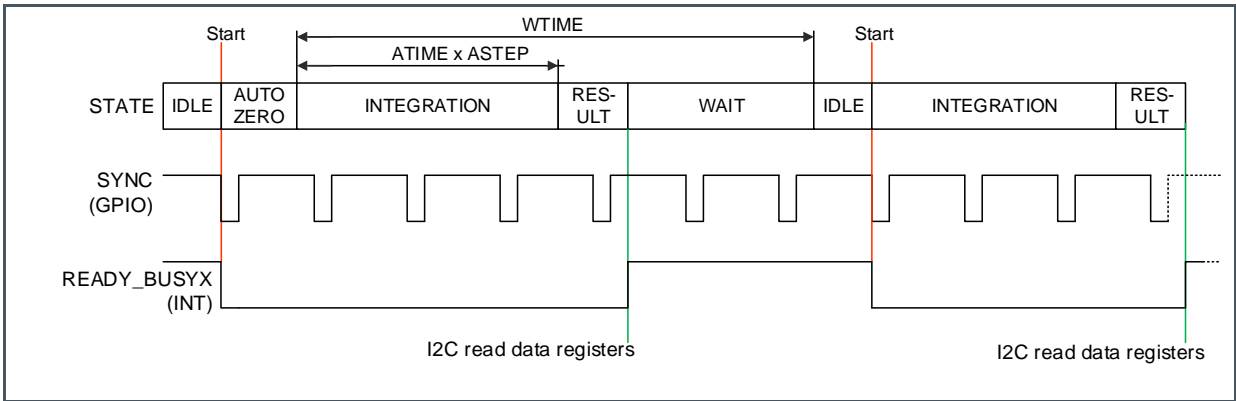 WTIME
Start
Start
ATIME x ASTEP
STATE
IDLE
AUTO
ZERO
INTEGRATION
RES-
ULT
WAIT
IDLE
INTEGRATION
RES-
ULT
SYNC
(GPIO)
READY_BUSYX
(INT)
I2C read data registers
I2C read data registers